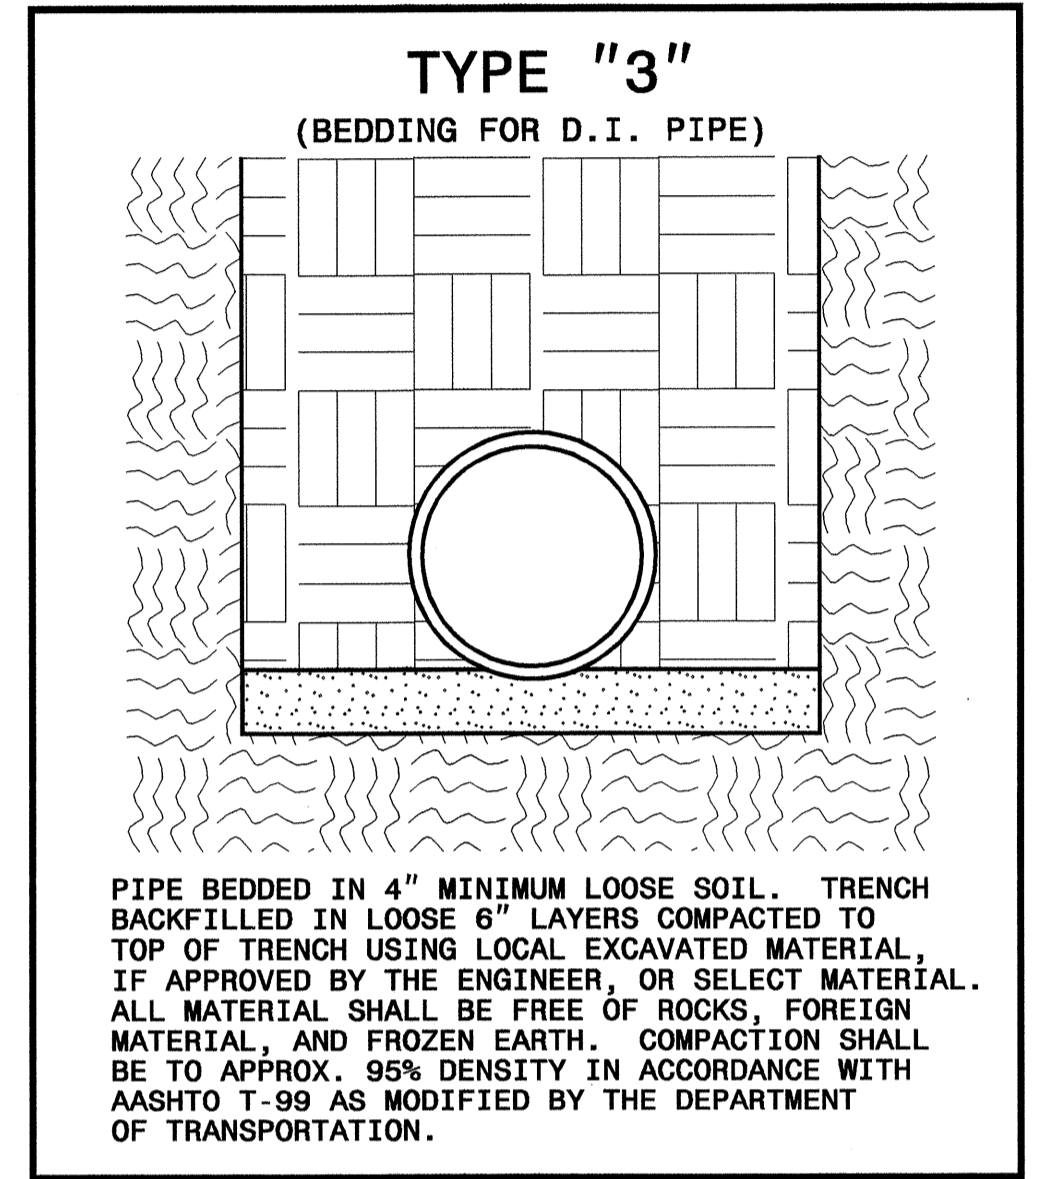 TYPE "3"
(BEDDING FOR D.I. PIPE)
PIPE BEDDED IN 4" MINIMUM LOOSE SOIL. TRENCH
BACKFILLED IN LOOSE 6" LAYERS COMPACTED TO
TOP OF TRENCH USING LOCAL EXCAVATED MATERIAL,
IF APPROVED BY THE ENGINEER, OR SELECT MATERIAL.
ALL MATERIAL SHALL BE FREE OF ROCKS, FOREIGN
MATERIAL, AND FROZEN EARTH. COMPACTION SHALL
BE TO APPROX. 95% DENSITY IN ACCORDANCE WITH
AASHTO T-99 AS MODIFIED BY THE DEPARTMENT
OF TRANSPORTATION.